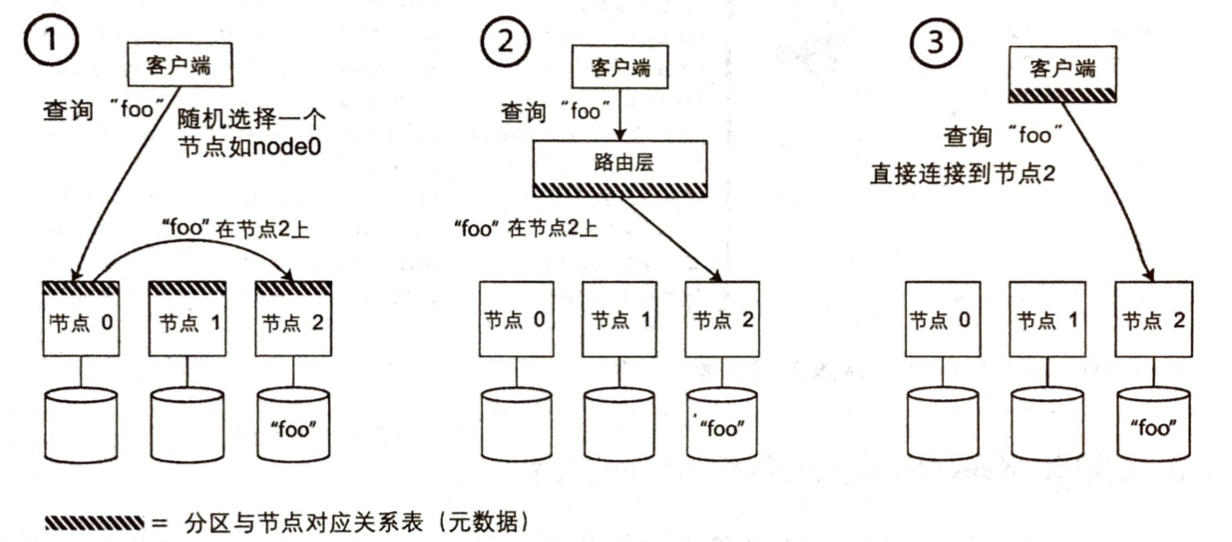 ①
客户端
查询 “foo”
随机选择一个
节点如node0
“foo” 在节点2上
节点 0
节点 1
节点 2
“foo”
②
客户端
查询 “foo”
路由层
“foo” 在节点2上
节点 0
节点 1
节点 2
“foo”
③
客户端
查询 “foo”
直接连接到节点2
节点 0
节点 1
节点 2
“foo”
= 分区与节点对应关系表（元数据）